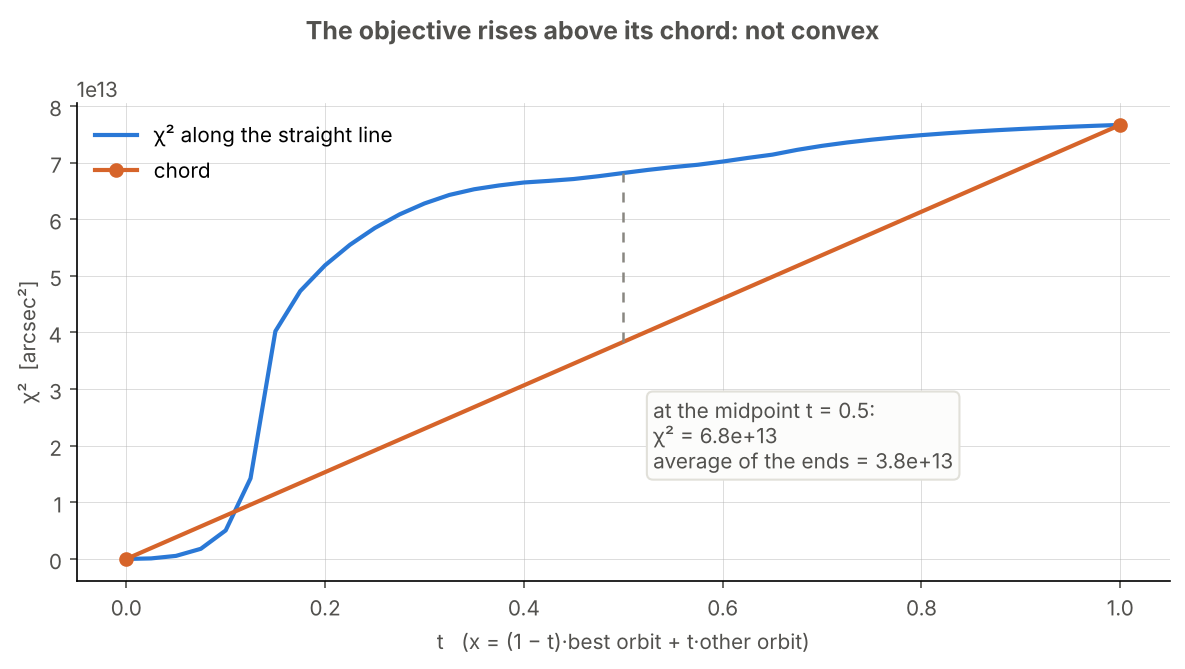 The objective rises above its chord: not convex
1e13
8
7
6
5
4
3
2
1
0
χ² [arcsec²]
χ² along the straight line
chord
at the midpoint t = 0.5:
χ² = 6.8e+13
average of the ends = 3.8e+13
0.0
0.2
0.4
0.6
0.8
1.0
t (x = (1 − t)·best orbit + t·other orbit)